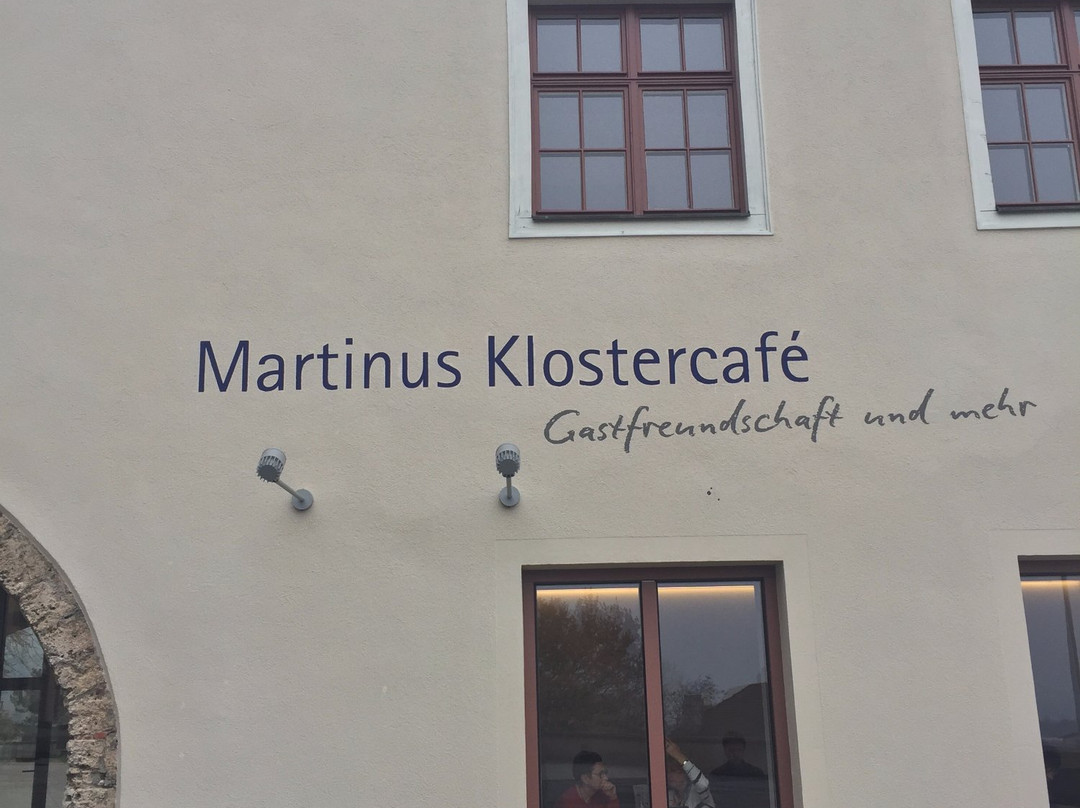 Martinus Klostercafé
Gastfreundschaft und mehr